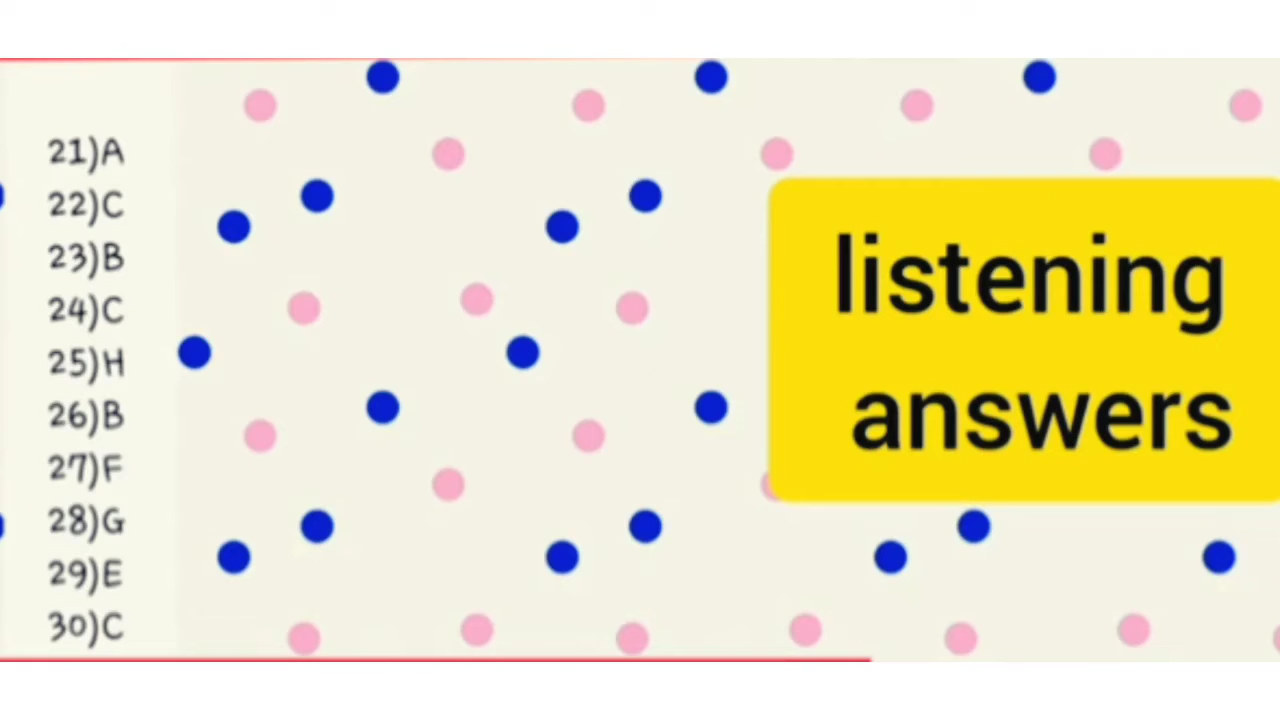 21)A
22)C
23)B
24)C
25)H
26)B
27)F
28)G
29)E
30)C
listening
answers